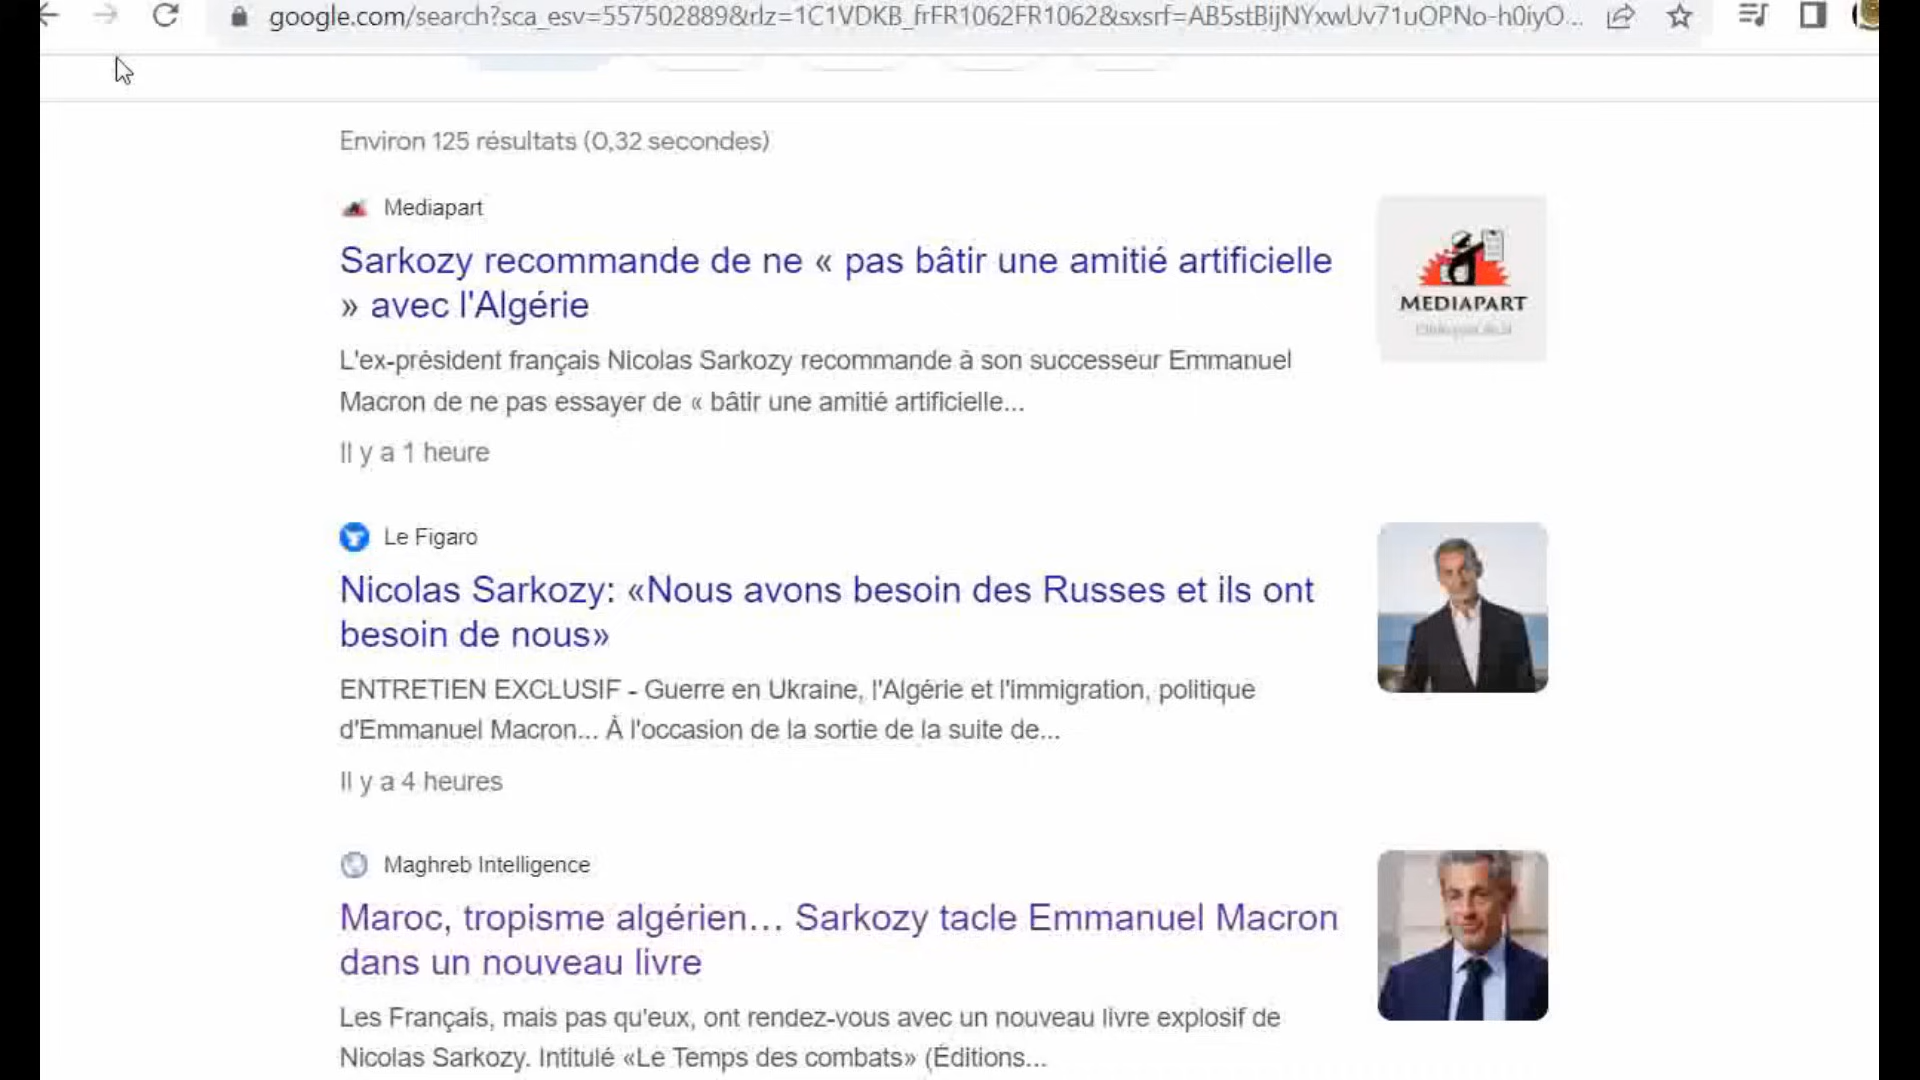 google.com/search?sca_esv=557502889&rlz=1C1VDKB_frFR1062FR1062&sxsrf=AB5stBijNYxwUv71uOPNo-h0iyO...
Environ 125 résultats (0,32 secondes)
Mediapart
Sarkozy recommande de ne « pas bâtir une amitié artificielle
» avec l'Algérie
L'ex-président français Nicolas Sarkozy recommande à son successeur Emmanuel
Macron de ne pas essayer de « bâtir une amitié artificielle...
Il y a 1 heure
MEDIAPART
Le Figaro
Nicolas Sarkozy: «Nous avons besoin des Russes et ils ont
besoin de nous»
ENTRETIEN EXCLUSIF - Guerre en Ukraine, l'Algérie et l'immigration, politique
d'Emmanuel Macron... À l'occasion de la sortie de la suite de...
Il y a 4 heures
Maghreb Intelligence
Maroc, tropisme algérien… Sarkozy tacle Emmanuel Macron
dans un nouveau livre
Les Français, mais pas qu'eux, ont rendez-vous avec un nouveau livre explosif de
Nicolas Sarkozy. Intitulé «Le Temps des combats» (Éditions...